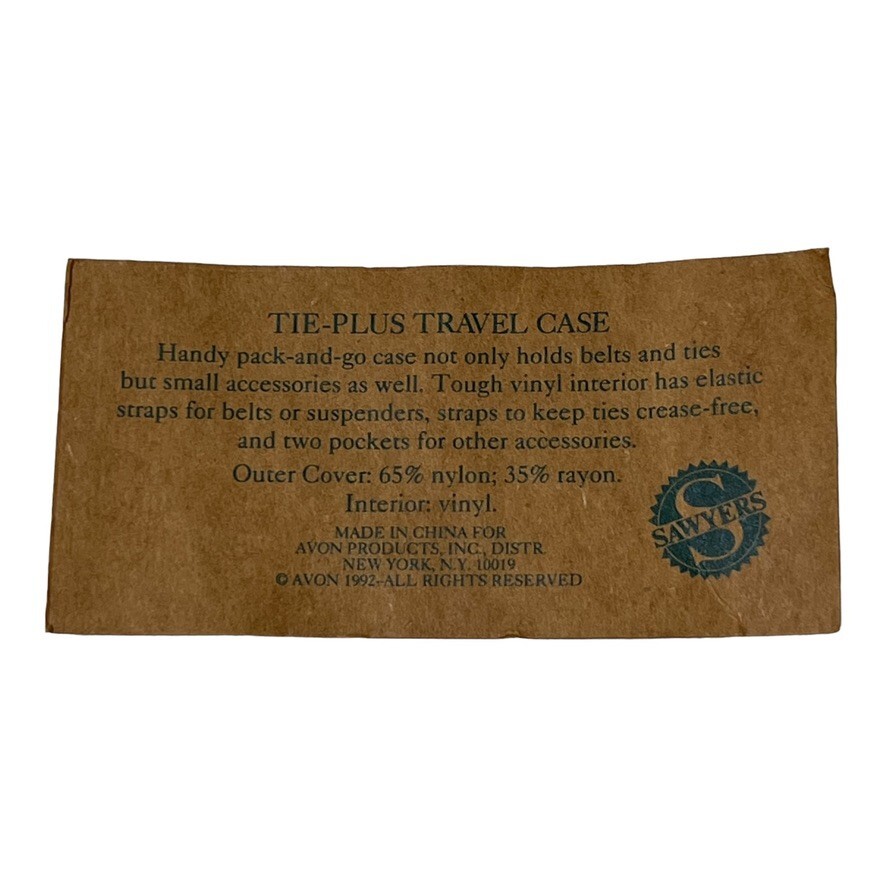 TIE-PLUS TRAVEL CASE
Handy pack-and-go case not only holds belts and ties
but small accessories as well. Tough vinyl interior has elastic
straps for belts or suspenders, straps to keep ties crease-free,
and two pockets for other accessories.
Outer Cover: 65% nylon; 35% rayon.
Interior: vinyl.
MADE IN CHINA FOR
AVON PRODUCTS, INC., DISTR.
NEW YORK, N.Y. 10019
© AVON 1992-ALL RIGHTS RESERVED
S
SAWYERS